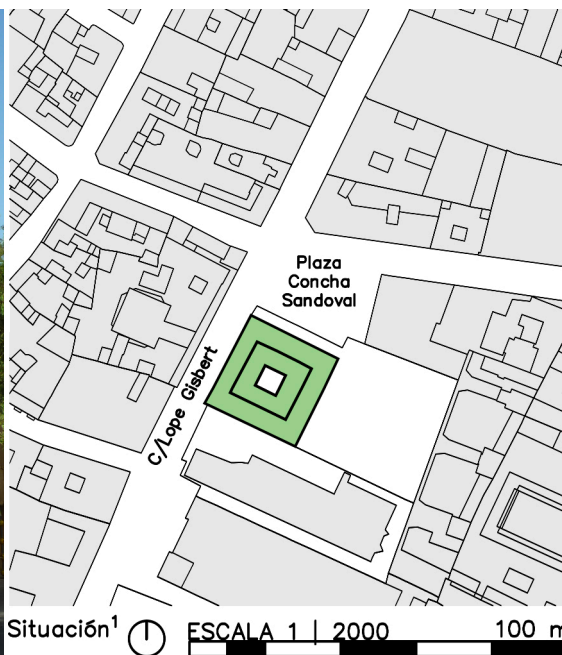 Plaza
Concha
Sandoval
C/Lope Gisbert
Situación¹
ESCALA 1 | 2000
100 m